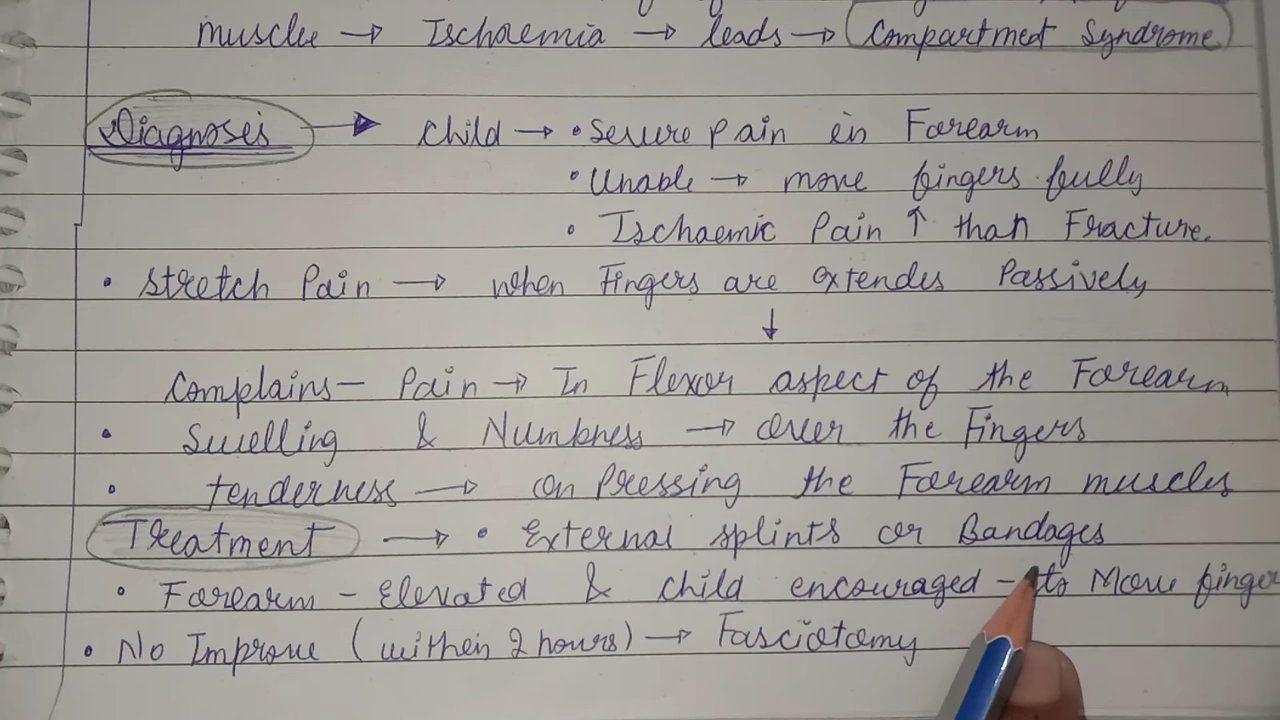 muscle → Ischaemia → leads → Compartmet Syndrome
Diagnosis → child → • Severe Pain in Forearm
• Unable → move fingers fully
• Ischaemic Pain ↑ than Fracture.
• Stretch Pain → when Fingers are extendes Passively
↓
Complains - Pain → In Flexor aspect of the Forearm
• Swelling & Numbness → over the Fingers
• tenderness → on Pressing the Forearm muscles
Treatment → • External splints or Bandages
• Forearm - Elevated & child encouraged - to Move finger
• No Improve (within 2 hours) → Fasciotomy